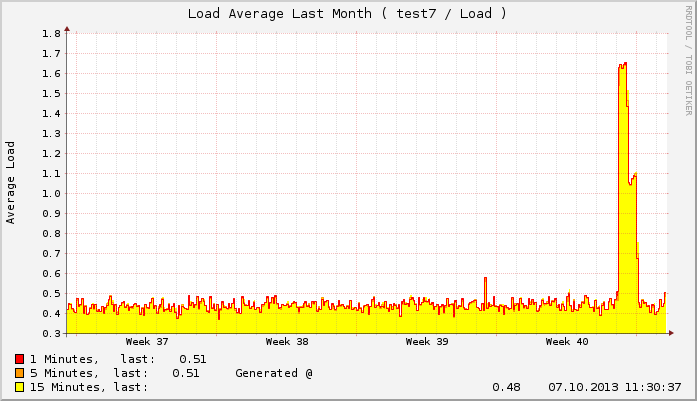 Load Average Last Month ( test7 / Load )
RRDTOOL / TOBI OETIKER
Average Load
1.8
1.7
1.6
1.5
1.4
1.3
1.2
1.1
1.0
0.9
0.8
0.7
0.6
0.5
0.4
0.3
Week 37 Week 38 Week 39 Week 40
1 Minutes, last: 0.51
5 Minutes, last: 0.51 Generated @
15 Minutes, last: 0.48 07.10.2013 11:30:37